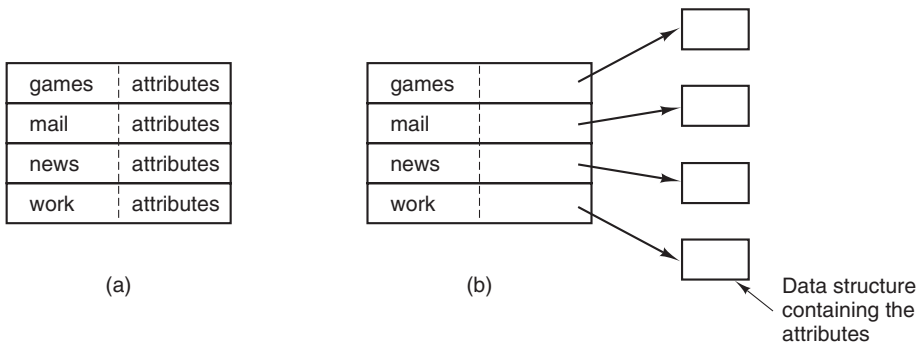 games attributes
mail attributes
news attributes
work attributes
(a)
games
mail
news
work
(b)
Data structure
containing the
attributes